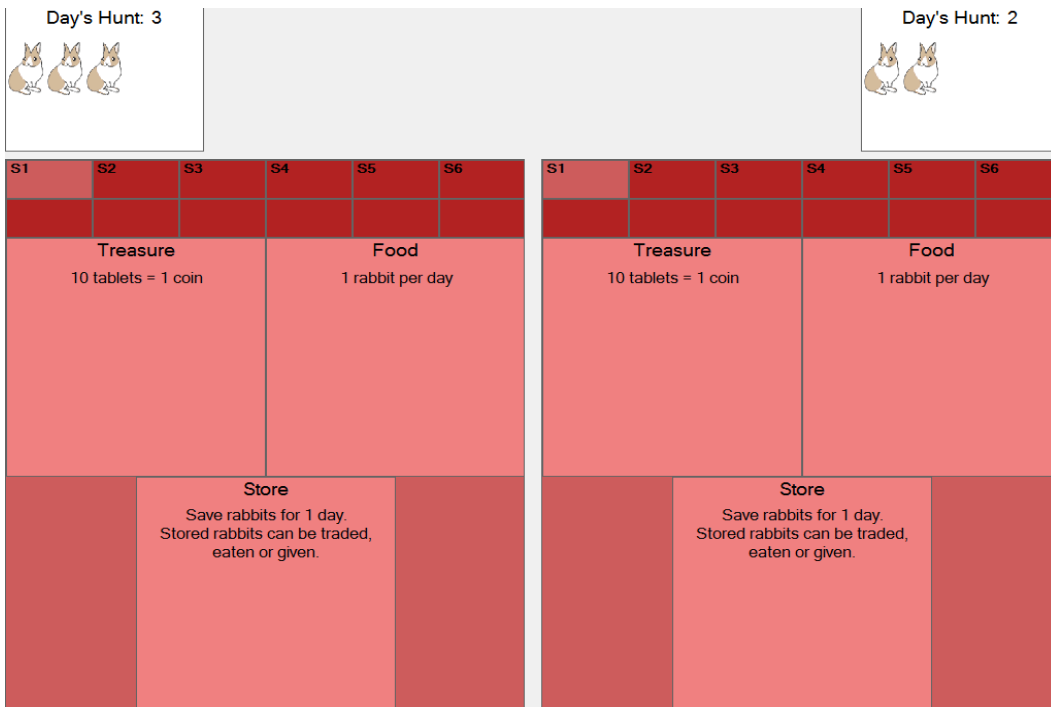 Day's Hunt: 3
Day's Hunt: 2
S1 S2 S3 S4 S5 S6
S1 S2 S3 S4 S5 S6
Treasure
10 tablets = 1 coin
Food
1 rabbit per day
Treasure
10 tablets = 1 coin
Food
1 rabbit per day
Store
Save rabbits for 1 day.
Stored rabbits can be traded,
eaten or given.
Store
Save rabbits for 1 day.
Stored rabbits can be traded,
eaten or given.